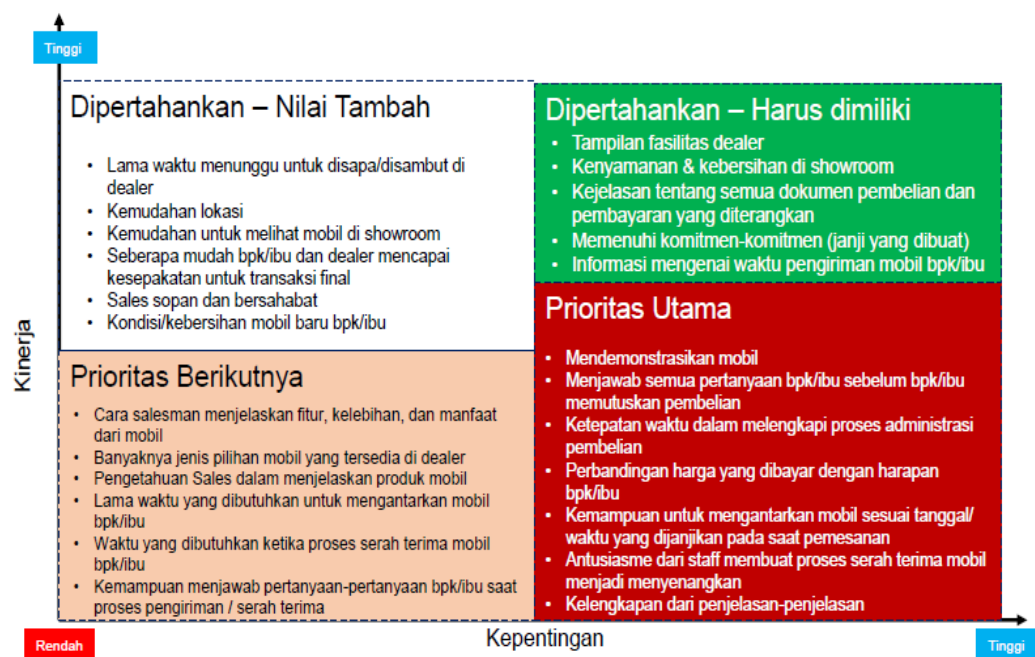 Tinggi
Dipertahankan – Nilai Tambah
• Lama waktu menunggu untuk disapa/disambut di
dealer
• Kemudahan lokasi
• Kemudahan untuk melihat mobil di showroom
• Seberapa mudah bpk/ibu dan dealer mencapai
kesepakatan untuk transaksi final
• Sales sopan dan bersahabat
• Kondisi/kebersihan mobil baru bpk/ibu
Dipertahankan – Harus dimiliki
• Tampilan fasilitas dealer
• Kenyamanan & kebersihan di showroom
• Kejelasan tentang semua dokumen pembelian dan
pembayaran yang diterangkan
• Memenuhi komitmen-komitmen (janji yang dibuat)
• Informasi mengenai waktu pengiriman mobil bpk/ibu
Kinerja
Prioritas Berikutnya
• Cara salesman menjelaskan fitur, kelebihan, dan manfaat
dari mobil
• Banyaknya jenis pilihan mobil yang tersedia di dealer
• Pengetahuan Sales dalam menjelaskan produk mobil
• Lama waktu yang dibutuhkan untuk mengantarkan mobil
bpk/ibu
• Waktu yang dibutuhkan ketika proses serah terima mobil
bpk/ibu
• Kemampuan menjawab pertanyaan-pertanyaan bpk/ibu saat
proses pengiriman / serah terima
Prioritas Utama
• Mendemonstrasikan mobil
• Menjawab semua pertanyaan bpk/ibu sebelum bpk/ibu
memutuskan pembelian
• Ketepatan waktu dalam melengkapi proses administrasi
pembelian
• Perbandingan harga yang dibayar dengan harapan
bpk/ibu
• Kemampuan untuk mengantarkan mobil sesuai tanggal/
waktu yang dijanjikan pada saat pemesanan
• Antusiasme dari staff membuat proses serah terima mobil
menjadi menyenangkan
• Kelengkapan dari penjelasan-penjelasan
Rendah
Kepentingan
Tinggi